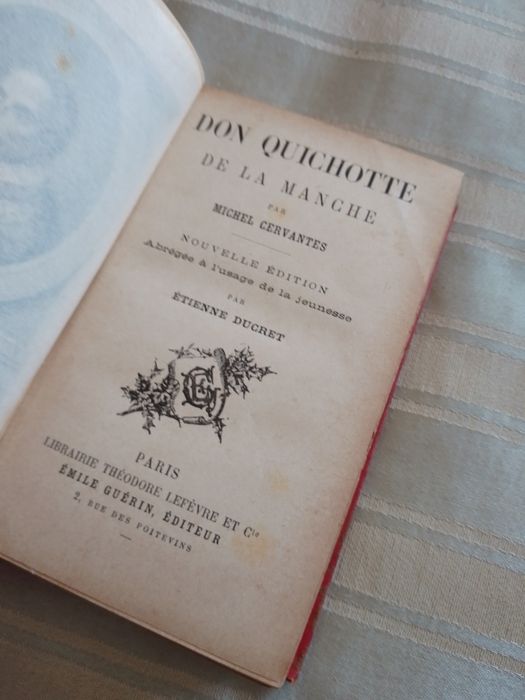 DON QUICHOTTE
DE LA MANCHE
PAR
MICHEL CERVANTES
NOUVELLE ÉDITION
Abrégée à l'usage de la jeunesse
PAR
ÉTIENNE DUCRET
PARIS
LIBRAIRIE THÉODORE LEFÈVRE ET Cie
ÉMILE GUÉRIN, ÉDITEUR
2, RUE DES POITEVINS